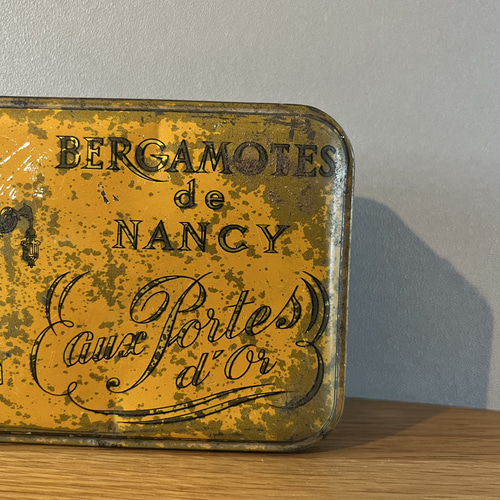 BERGAMOTES
de
NANCY
Aux Portes
d'Or